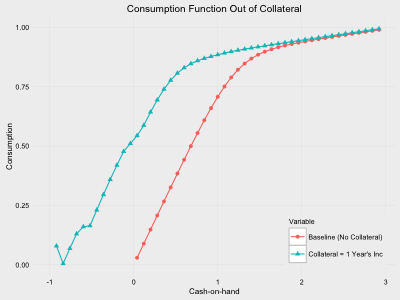 Consumption Function Out of Collateral
1.00
0.75
0.50
0.25
0.00
Consumption
-1
0
1
2
3
Cash-on-hand
Variable
Baseline (No Collateral)
Collateral = 1 Year's Inc